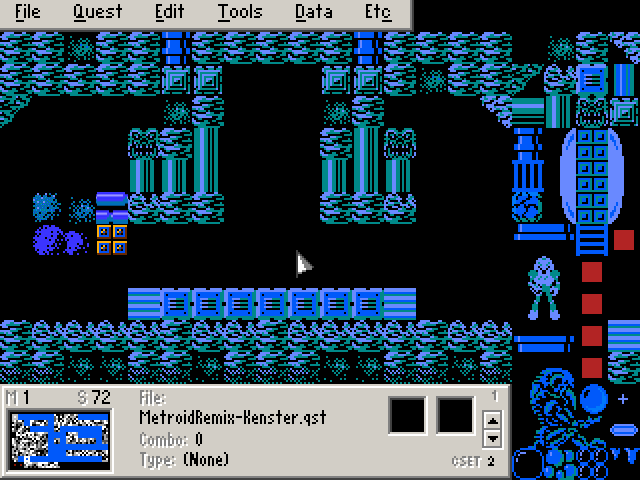 File Quest Edit Tools Data Etc
M 1 S 72 File: 1
MetroidRemix-Kenster.qst
Combo: 0
Type: (None)
CSET 2